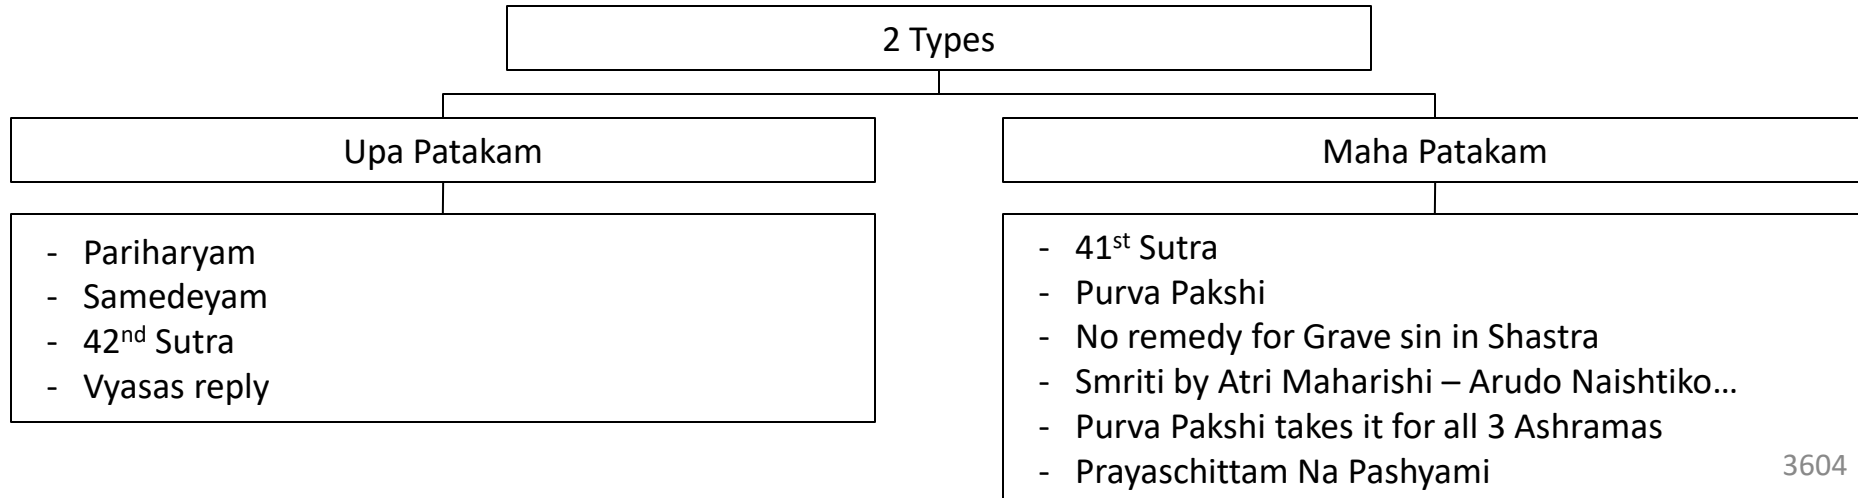 2 Types
Upa Patakam
- Pariharyam
- Samedeyam
- 42nd Sutra
- Vyasas reply
Maha Patakam
- 41st Sutra
- Purva Pakshi
- No remedy for Grave sin in Shastra
- Smriti by Atri Maharishi – Arudo Naishtiko…
- Purva Pakshi takes it for all 3 Ashramas
- Prayaschittam Na Pashyami
3604